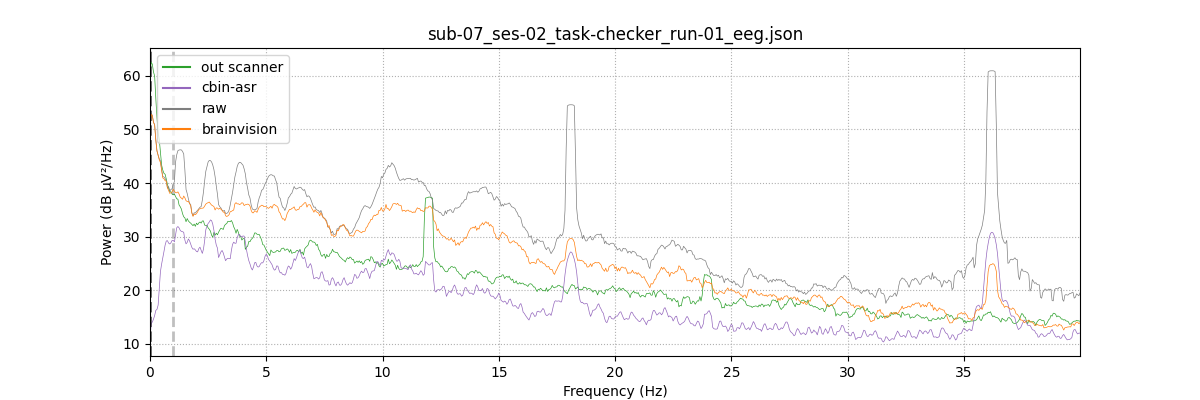 sub-07_ses-02_task-checker_run-01_eeg.json
60
50
40
30
20
10
Power (dB µV²/Hz)
out scanner
cbin-asr
raw
brainvision
0 5 10 15 20 25 30 35
Frequency (Hz)